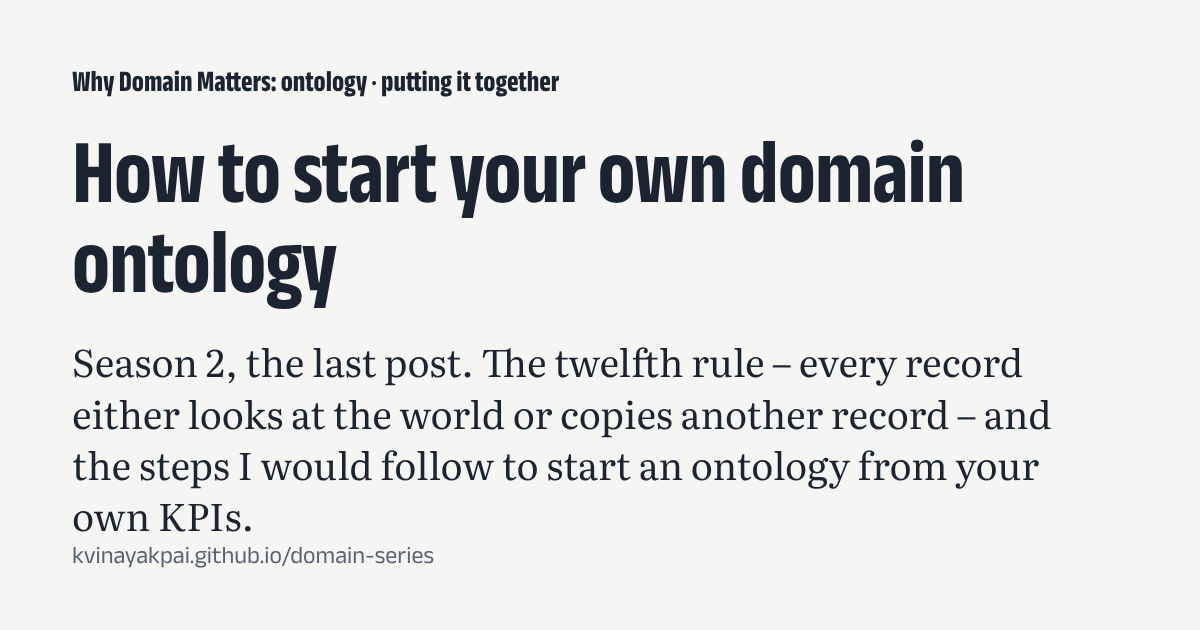 Why Domain Matters: ontology · putting it together
How to start your own domain
ontology
Season 2, the last post. The twelfth rule – every record
either looks at the world or copies another record – and
the steps I would follow to start an ontology from your
own KPIs.
kvinayakpai.github.io/domain-series